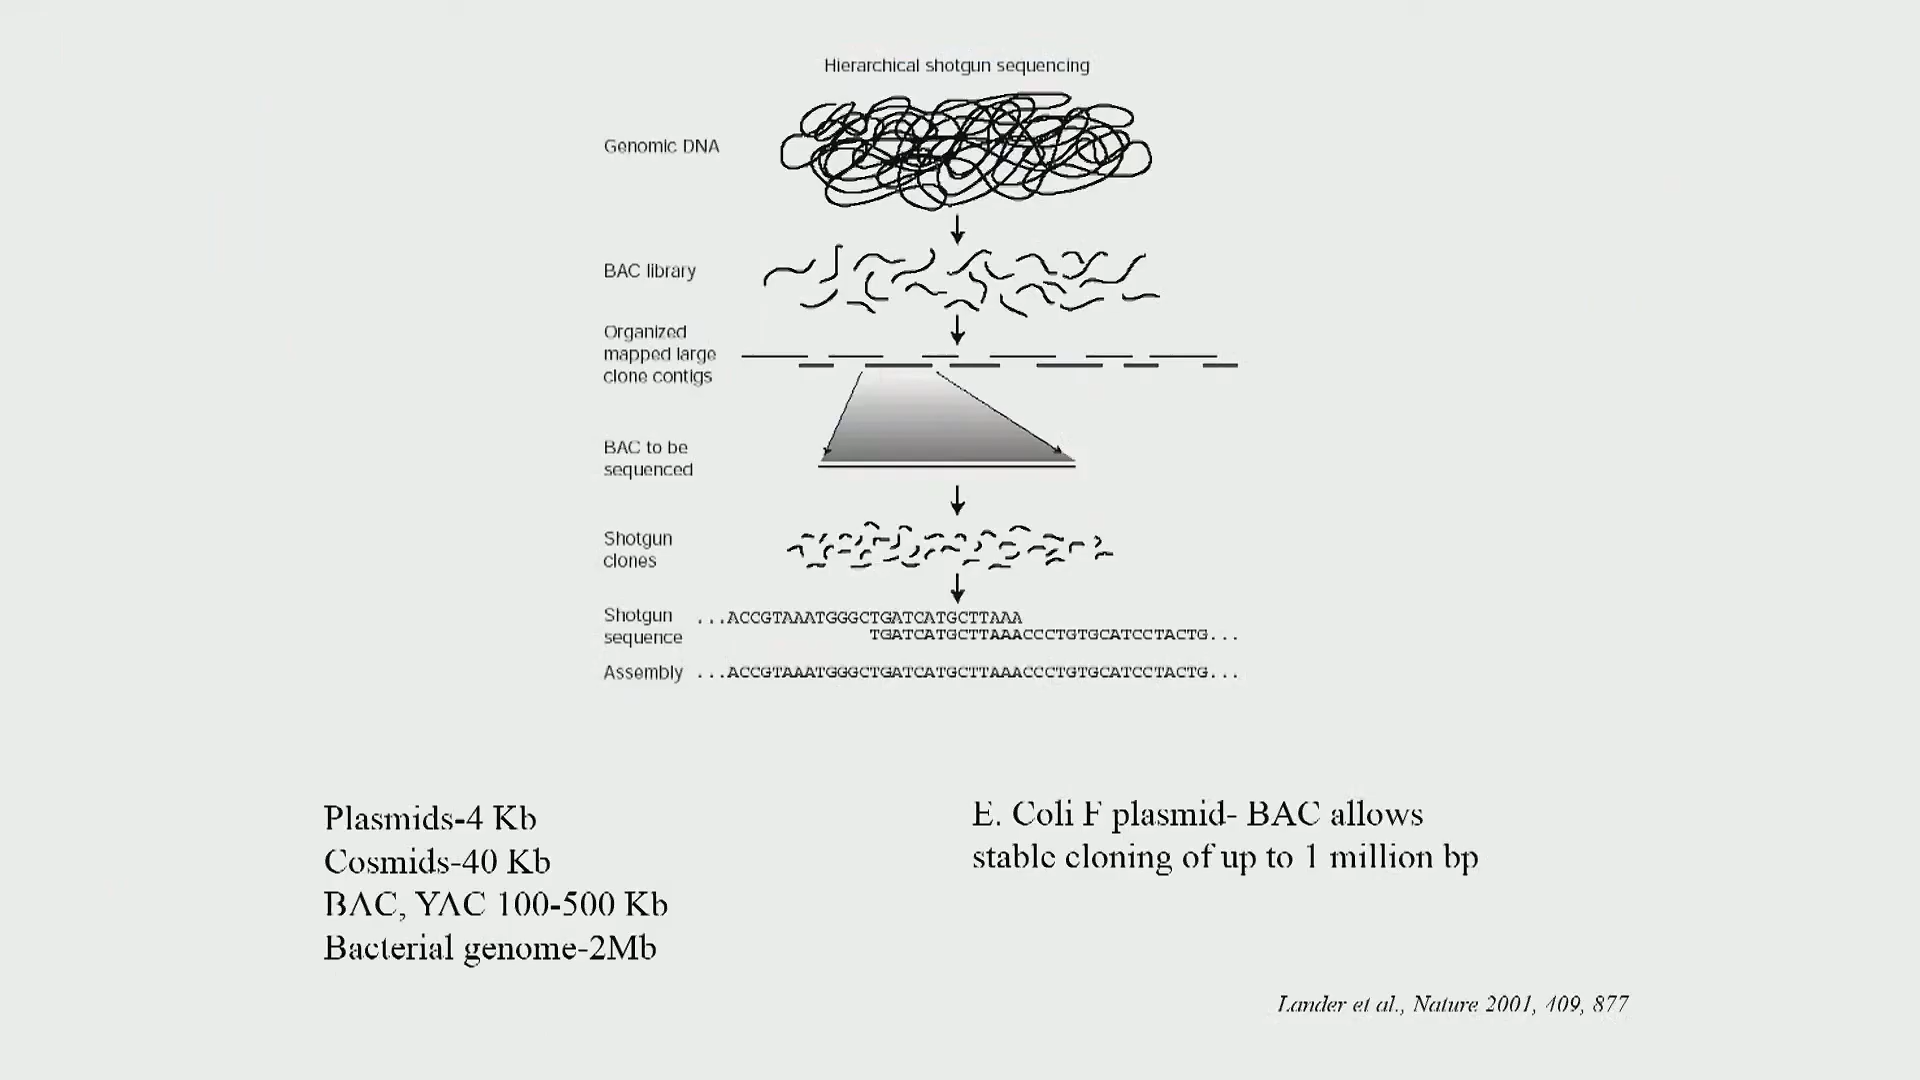 Hierarchical shotgun sequencing
Genomic DNA
BAC library
Organized
mapped large
clone contigs
BAC to be
sequenced
Shotgun
clones
Shotgun
sequence
...ACCGTAAATGGGCTGATCATGCTTAAA
TGATCATGCTTAAACCCTGTGCATCCTACTG...
Assembly ...ACCGTAAATGGGCTGATCATGCTTAAACCCTGTGCATCCTACTG...
Plasmids-4 Kb
Cosmids-40 Kb
BAC, YAC 100-500 Kb
Bacterial genome-2Mb
E. Coli F plasmid- BAC allows
stable cloning of up to 1 million bp
Lander et al., Nature 2001, 409, 877